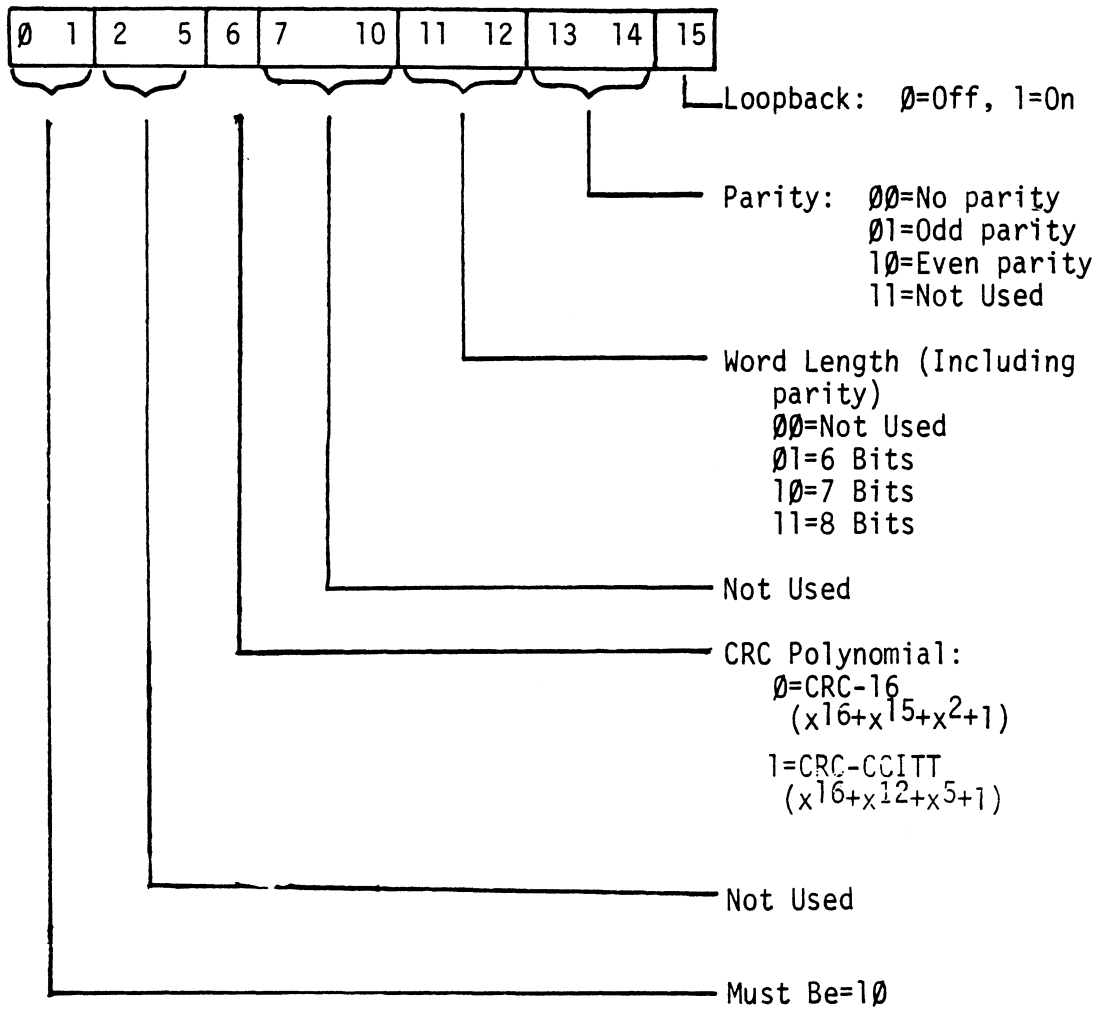 Ø 1 2 5 6 7 10 11 12 13 14 15
Loopback: Ø=Off, 1=On
Parity: ØØ=No parity
Ø1=Odd parity
1Ø=Even parity
11=Not Used
Word Length (Including
parity)
ØØ=Not Used
Ø1=6 Bits
1Ø=7 Bits
11=8 Bits
Not Used
CRC Polynomial:
Ø=CRC-16
(x16+x15+x2+1)
1=CRC-CCITT
(x16+x12+x5+1)
Not Used
Must Be=1Ø